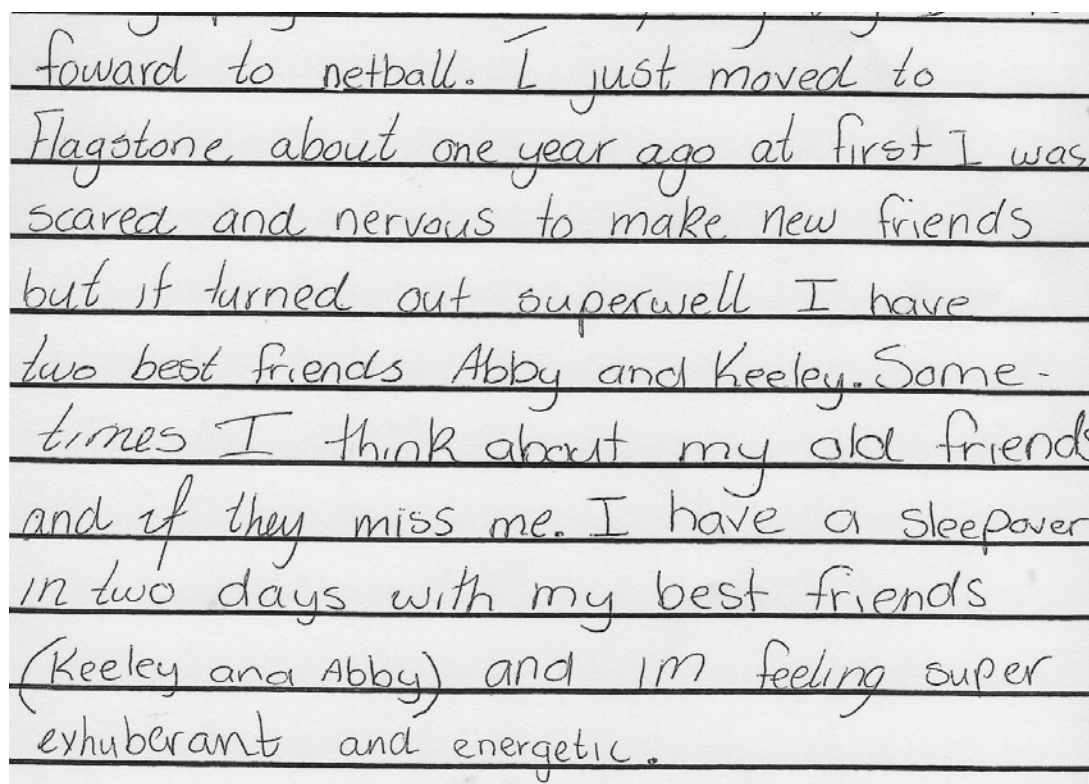 foward to netball. I just moved to
Flagstone about one year ago at first I was
scared and nervous to make new friends
but it turned out superwell I have
two best friends Abby and Keeley. Some-
times I think about my old friends
and if they miss me. I have a sleepover
in two days with my best friends
(Keeley and Abby) and im feeling super
exhuberant and energetic.